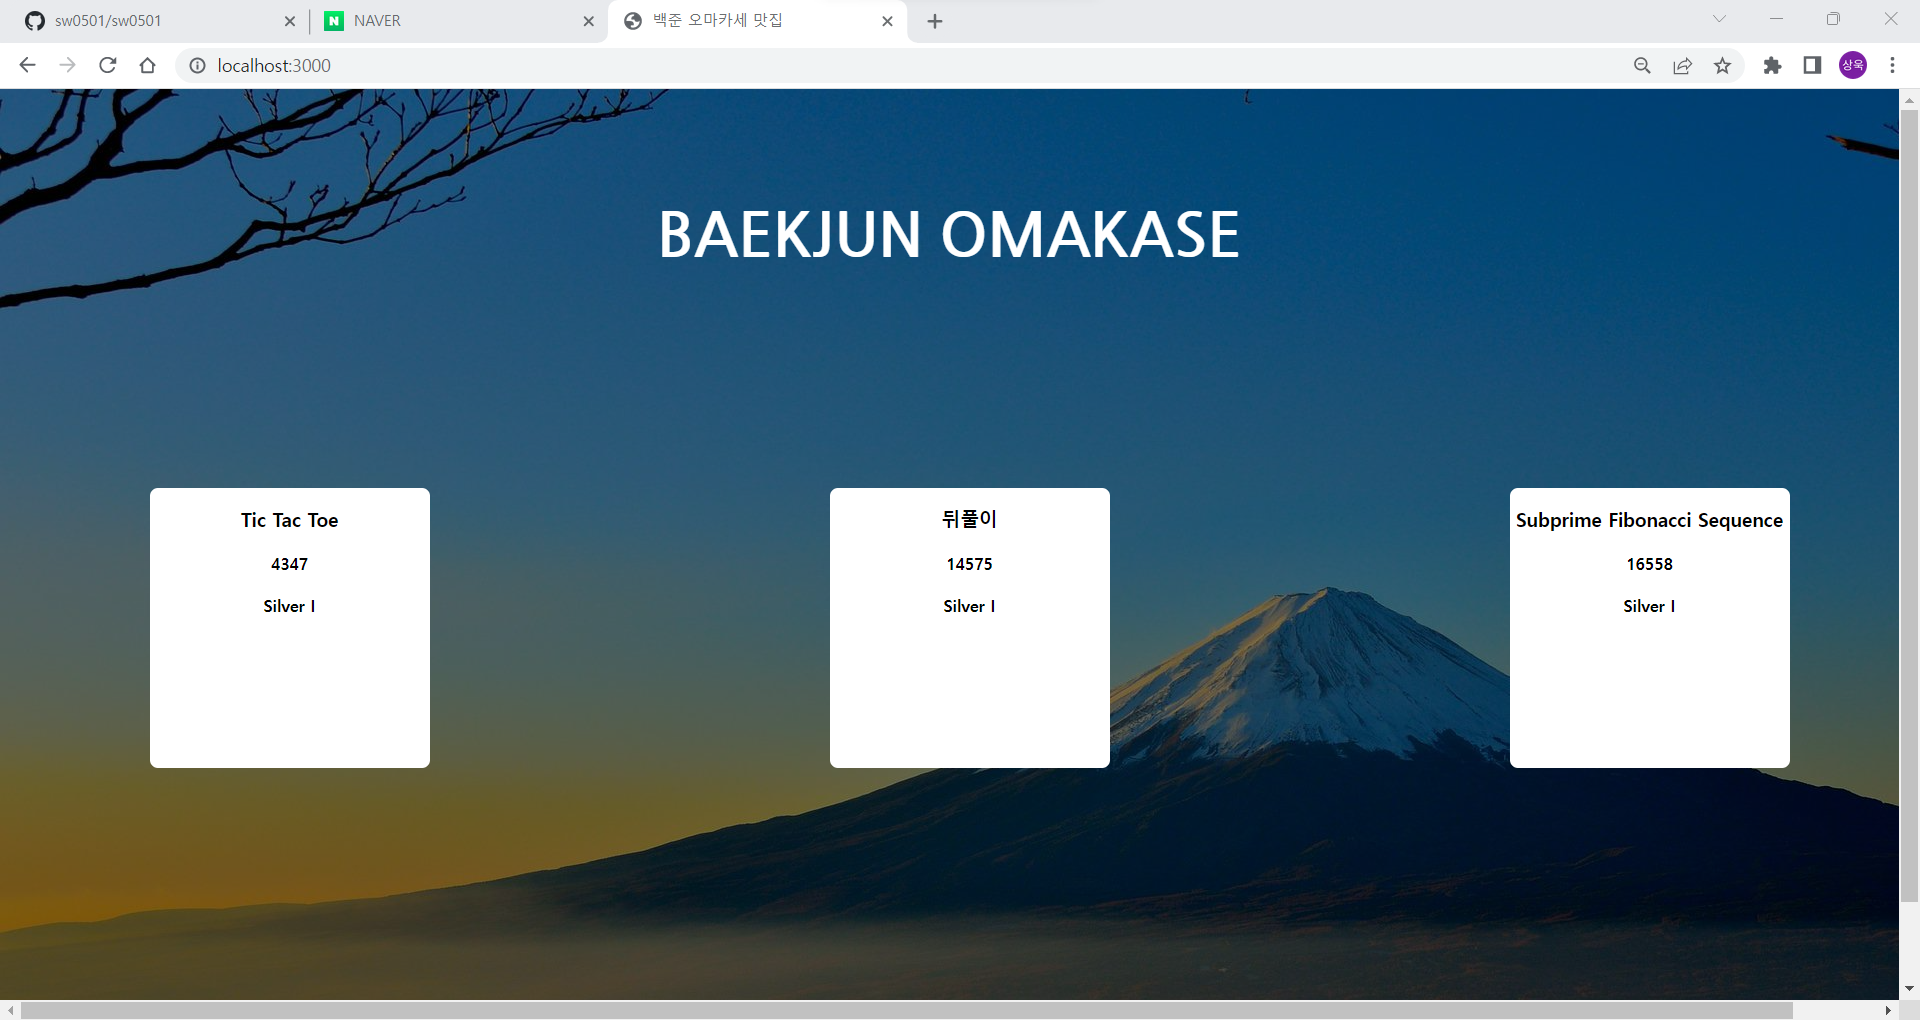 sw0501/sw0501
N NAVER
백준 오마카세 맛집
localhost:3000
상욱
BAEKJUN OMAKASE
Tic Tac Toe
4347
Silver I
뒤풀이
14575
Silver I
Subprime Fibonacci Sequence
16558
Silver I